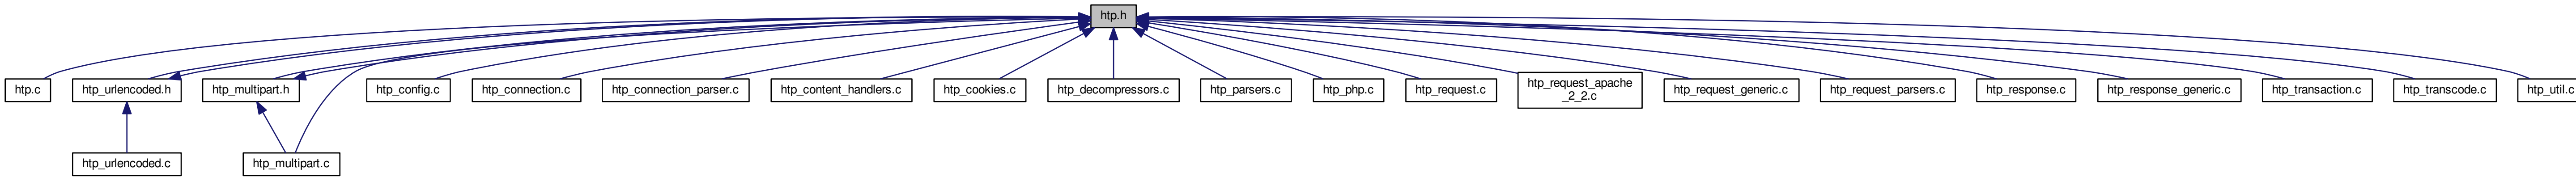 htp.h
htp.c
htp_urlencoded.h
htp_multipart.h
htp_config.c
htp_connection.c
htp_connection_parser.c
htp_content_handlers.c
htp_cookies.c
htp_decompressors.c
htp_parsers.c
htp_php.c
htp_request.c
htp_request_apache
_2_2.c
htp_request_generic.c
htp_request_parsers.c
htp_response.c
htp_response_generic.c
htp_transaction.c
htp_transcode.c
htp_util.c
htp_urlencoded.c
htp_multipart.c